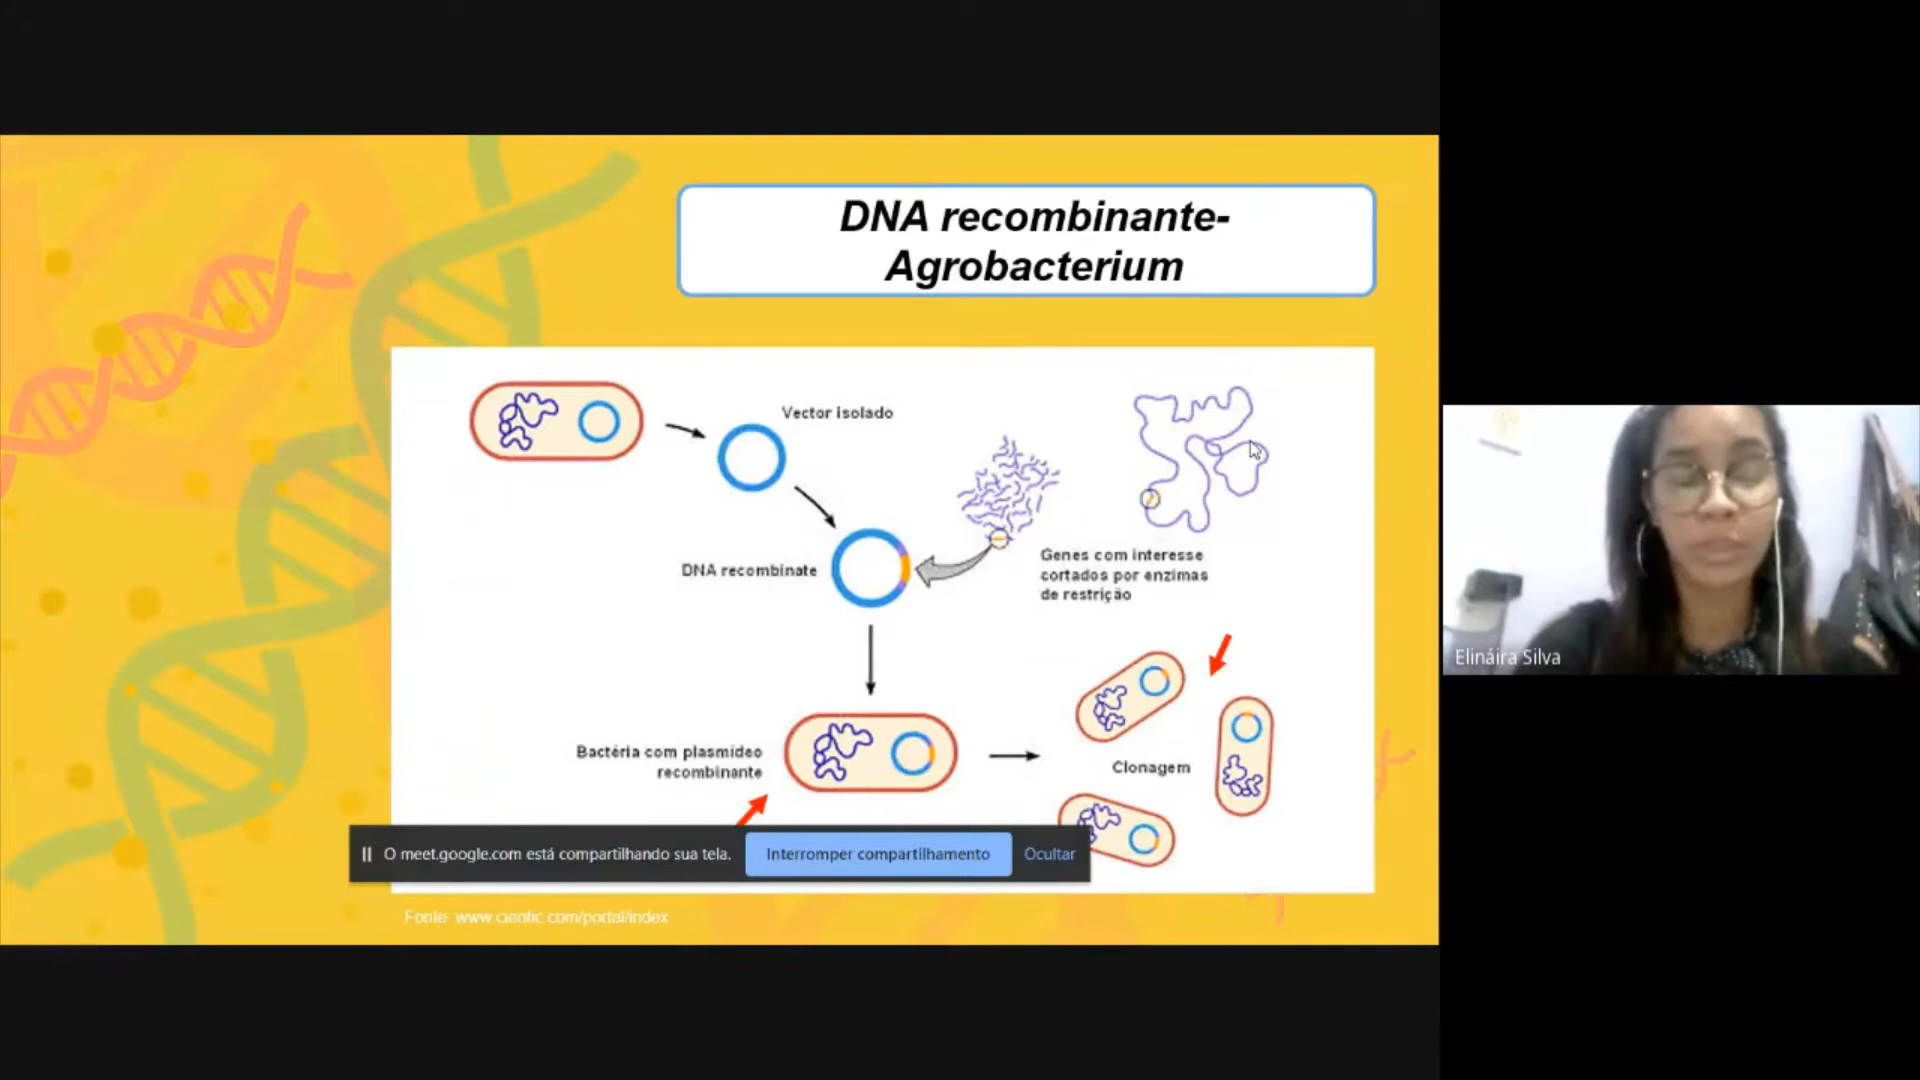 DNA recombinante-
Agrobacterium
Vector isolado
DNA recombinate
Genes com interesse
cortados por enzimas
de restrição
Bactéria com plasmídeo
recombinante
Clonagem
O meet.google.com está compartilhando sua tela.
Interromper compartilhamento
Ocultar
Fonte: www.cientic.com/portal/index
Elináira Silva